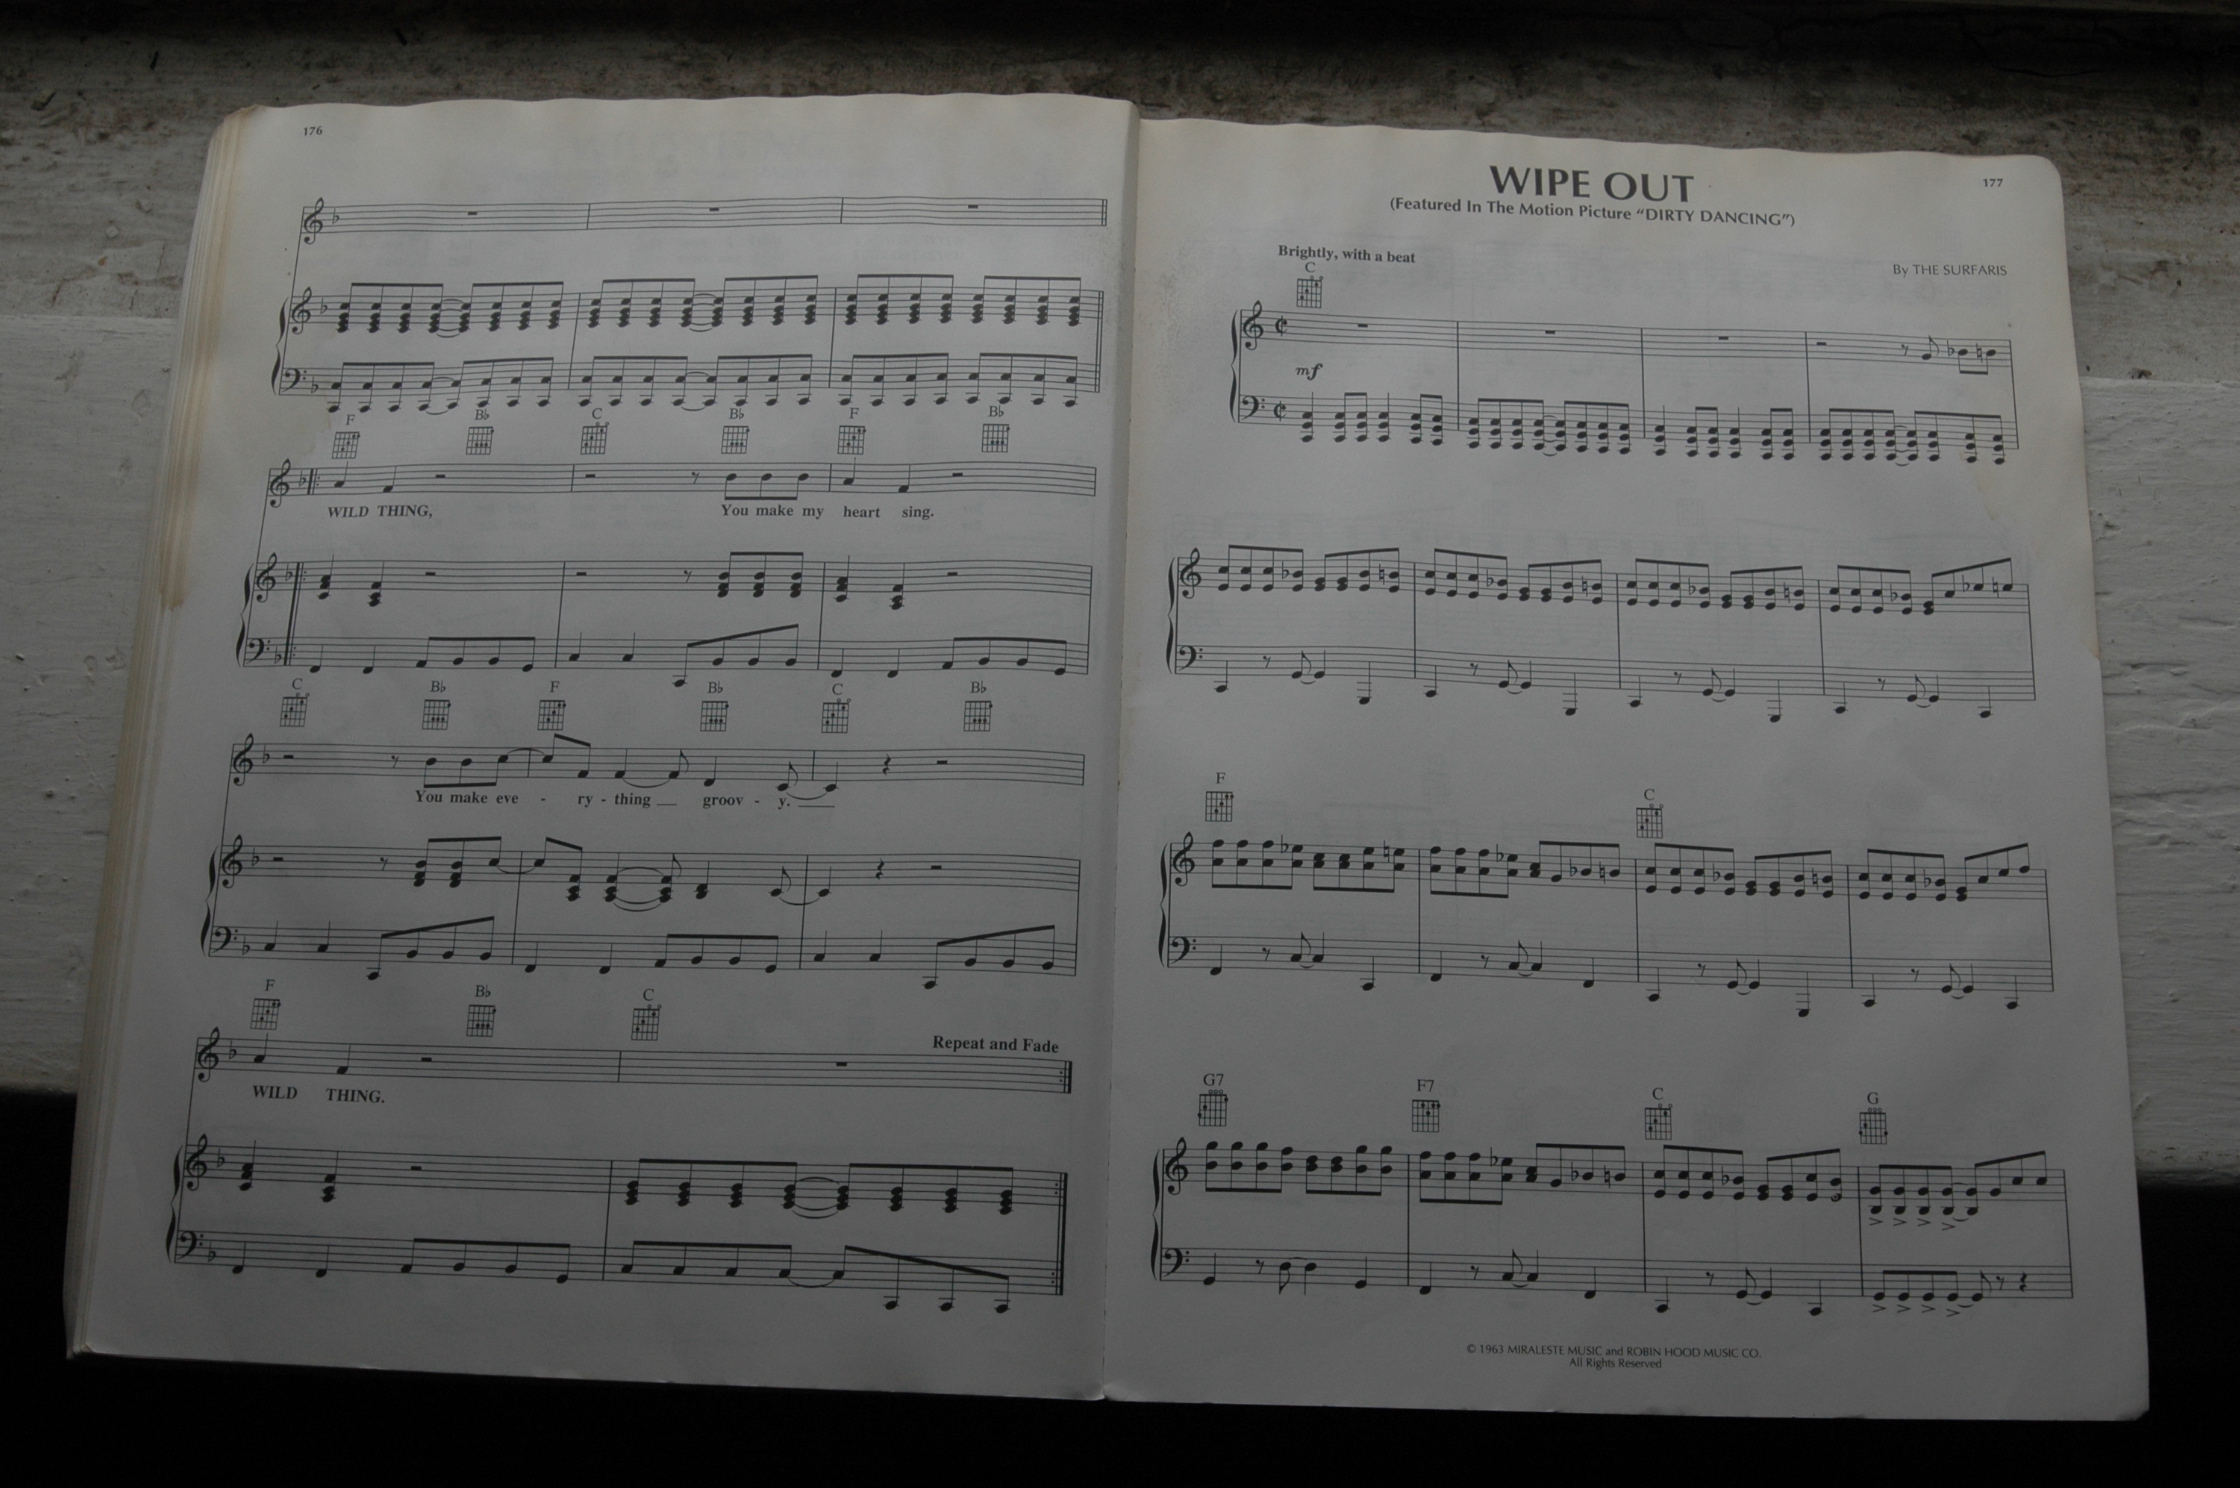 176
F
Bb
C
Bb
F
Bb
WILD THING,
You make my heart sing.
C
Bb
F
Bb
C
Bb
You make eve - ry - thing groov - y.
F
Bb
C
Repeat and Fade
WILD THING.
177
WIPE OUT
(Featured In The Motion Picture "DIRTY DANCING")
By THE SURFARIS
Brightly, with a beat
C
mf
F
C
G7
F7
C
G
© 1963 MIRALESTE MUSIC and ROBIN HOOD MUSIC CO.
All Rights Reserved